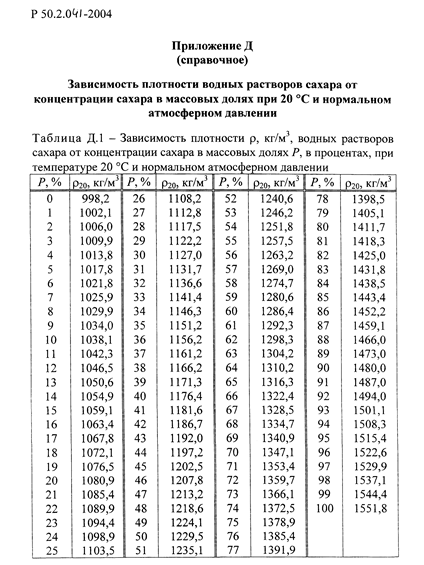 Р 50.2.041-2004
Приложение Д
(справочное)
Зависимость плотности водных растворов сахара от
концентрации сахара в массовых долях при 20 °С и нормальном
атмосферном давлении
Таблица Д.1 – Зависимость плотности ρ, кг/м³, водных растворов
сахара от концентрации сахара в массовых долях P, в процентах, при
температуре 20 °С и нормальном атмосферном давлении
P, % ρ20, кг/м³ P, % ρ20, кг/м³ P, % ρ20, кг/м³ P, % ρ20, кг/м³
0 998,2 26 1108,2 52 1240,6 78 1398,5
1 1002,1 27 1112,8 53 1246,2 79 1405,1
2 1006,0 28 1117,5 54 1251,8 80 1411,7
3 1009,9 29 1122,2 55 1257,5 81 1418,3
4 1013,8 30 1127,0 56 1263,2 82 1425,0
5 1017,8 31 1131,7 57 1269,0 83 1431,8
6 1021,8 32 1136,6 58 1274,7 84 1438,5
7 1025,9 33 1141,4 59 1280,6 85 1443,4
8 1029,9 34 1146,3 60 1286,4 86 1452,2
9 1034,0 35 1151,2 61 1292,3 87 1459,1
10 1038,1 36 1156,2 62 1298,3 88 1466,0
11 1042,3 37 1161,2 63 1304,2 89 1473,0
12 1046,5 38 1166,2 64 1310,2 90 1480,0
13 1050,6 39 1171,3 65 1316,3 91 1487,0
14 1054,9 40 1176,4 66 1322,4 92 1494,0
15 1059,1 41 1181,6 67 1328,5 93 1501,1
16 1063,4 42 1186,7 68 1334,7 94 1508,3
17 1067,8 43 1192,0 69 1340,9 95 1515,4
18 1072,1 44 1197,2 70 1347,1 96 1522,6
19 1076,5 45 1202,5 71 1353,4 97 1529,9
20 1080,9 46 1207,8 72 1359,7 98 1537,1
21 1085,4 47 1213,2 73 1366,1 99 1544,4
22 1089,9 48 1218,6 74 1372,5 100 1551,8
23 1094,4 49 1224,1 75 1378,9
24 1098,9 50 1229,5 76 1385,4
25 1103,5 51 1235,1 77 1391,9